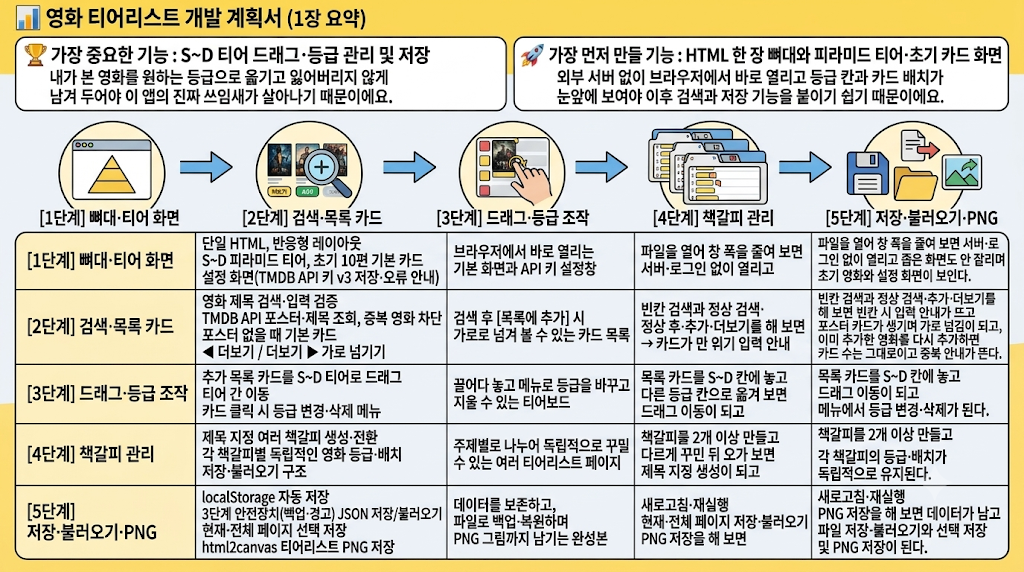 영화 티어리스트 개발 계획서 (1장 요약)
가장 중요한 기능 : S~D 티어 드래그·등급 관리 및 저장
내가 본 영화를 원하는 등급으로 옮기고 잃어버리지 않게
남겨 두어야 이 앱의 진짜 쓰임새가 살아나기 때문이에요.
가장 먼저 만들 기능 : HTML 한 장 뼈대와 피라미드 티어·초기 카드 화면
외부 서버 없이 브라우저에서 바로 열리고 등급 칸과 카드 배치가
눈앞에 보여야 이후 검색과 저장 기능을 붙이기 쉽기 때문이에요.
ADD
[1단계] 뼈대·티어 화면
[2단계] 검색·목록 카드
[3단계] 드래그·등급 조작
[4단계] 책갈피 관리
[5단계] 저장·불러오기·PNG
[1단계] 뼈대·티어 화면
단일 HTML, 반응형 레이아웃
S~D 피라미드 티어, 초기 10편 기본 카드
설정 화면(TMDB API 키 v3 저장·오류 안내)
브라우저에서 바로 열리는
기본 화면과 API 키 설정창
파일을 열어 창 폭을 줄여 보면
서버·로그인 없이 열리고
파일을 열어 창 폭을 줄여 보면 서버·로
그인 없이 열리고 좁은 화면도 안 잘리며
초기 영화와 설정 화면이 보인다.
[2단계] 검색·목록 카드
영화 제목 검색·입력 검증
TMDB API 포스터·제목 조회, 중복 영화 차단
포스터 없을 때 기본 카드
◀ 더보기 / 더보기 ▶ 가로 넘기기
검색 후 [목록에 추가] 시
가로로 넘겨 볼 수 있는 카드 목록
빈칸 검색과 정상 검색·
정상 후·추가·더보기를 해 보면
→ 카드가 만 위기 입력 안내
빈칸 검색과 정상 검색·추가·더보기를
해 보면 빈칸 시 입력 안내가 뜨고
포스터 카드가 생기며 가로 넘김이 되고,
이미 추가한 영화를 다시 추가하면
카드 수는 그대로이고 중복 안내가 뜬다.
[3단계] 드래그·등급 조작
추가 목록 카드를 S~D 티어로 드래그
티어 간 이동
카드 클릭 시 등급 변경·삭제 메뉴
끌어다 놓고 메뉴로 등급을 바꾸고
지울 수 있는 티어보드
목록 카드를 S~D 칸에 놓고
다른 등급 칸으로 옮겨 보면
드래그 이동이 되고
목록 카드를 S~D 칸에 놓고
드래그 이동이 되고
메뉴에서 등급 변경·삭제가 된다.
[4단계] 책갈피 관리
제목 지정 여러 책갈피 생성·전환
각 책갈피별 독립적인 영화 등급·배치
저장·불러오기 구조
주제별로 나누어 독립적으로 꾸밀
수 있는 여러 티어리스트 페이지
책갈피를 2개 이상 만들고
다르게 꾸민 뒤 오가 보면
제목 지징 생성이 되고
책갈피를 2개 이상 만들고
각 책갈피의 등급·배치가
독립적으로 유지된다.
[5단계]
저장·불러오기·PNG
localStorage 자동 저장
3단계 안전장치(백업·경고) JSON 저장/불러오기
현재·전체 페이지 선택 저장
html2canvas 티어리스트 PNG 저장
데이터를 보존하고,
파일로 백업·복원하며
PNG 그림까지 남기는 완성본
새로고침·재실행
현재·전체 페이지 저장·불러오기
PNG 저장을 해 보면
새로고침·재실행
PNG 저장을 해 보면 데이터가 남고
파일 저장·불러오기와 선택 저장
및 PNG 저장이 된다.